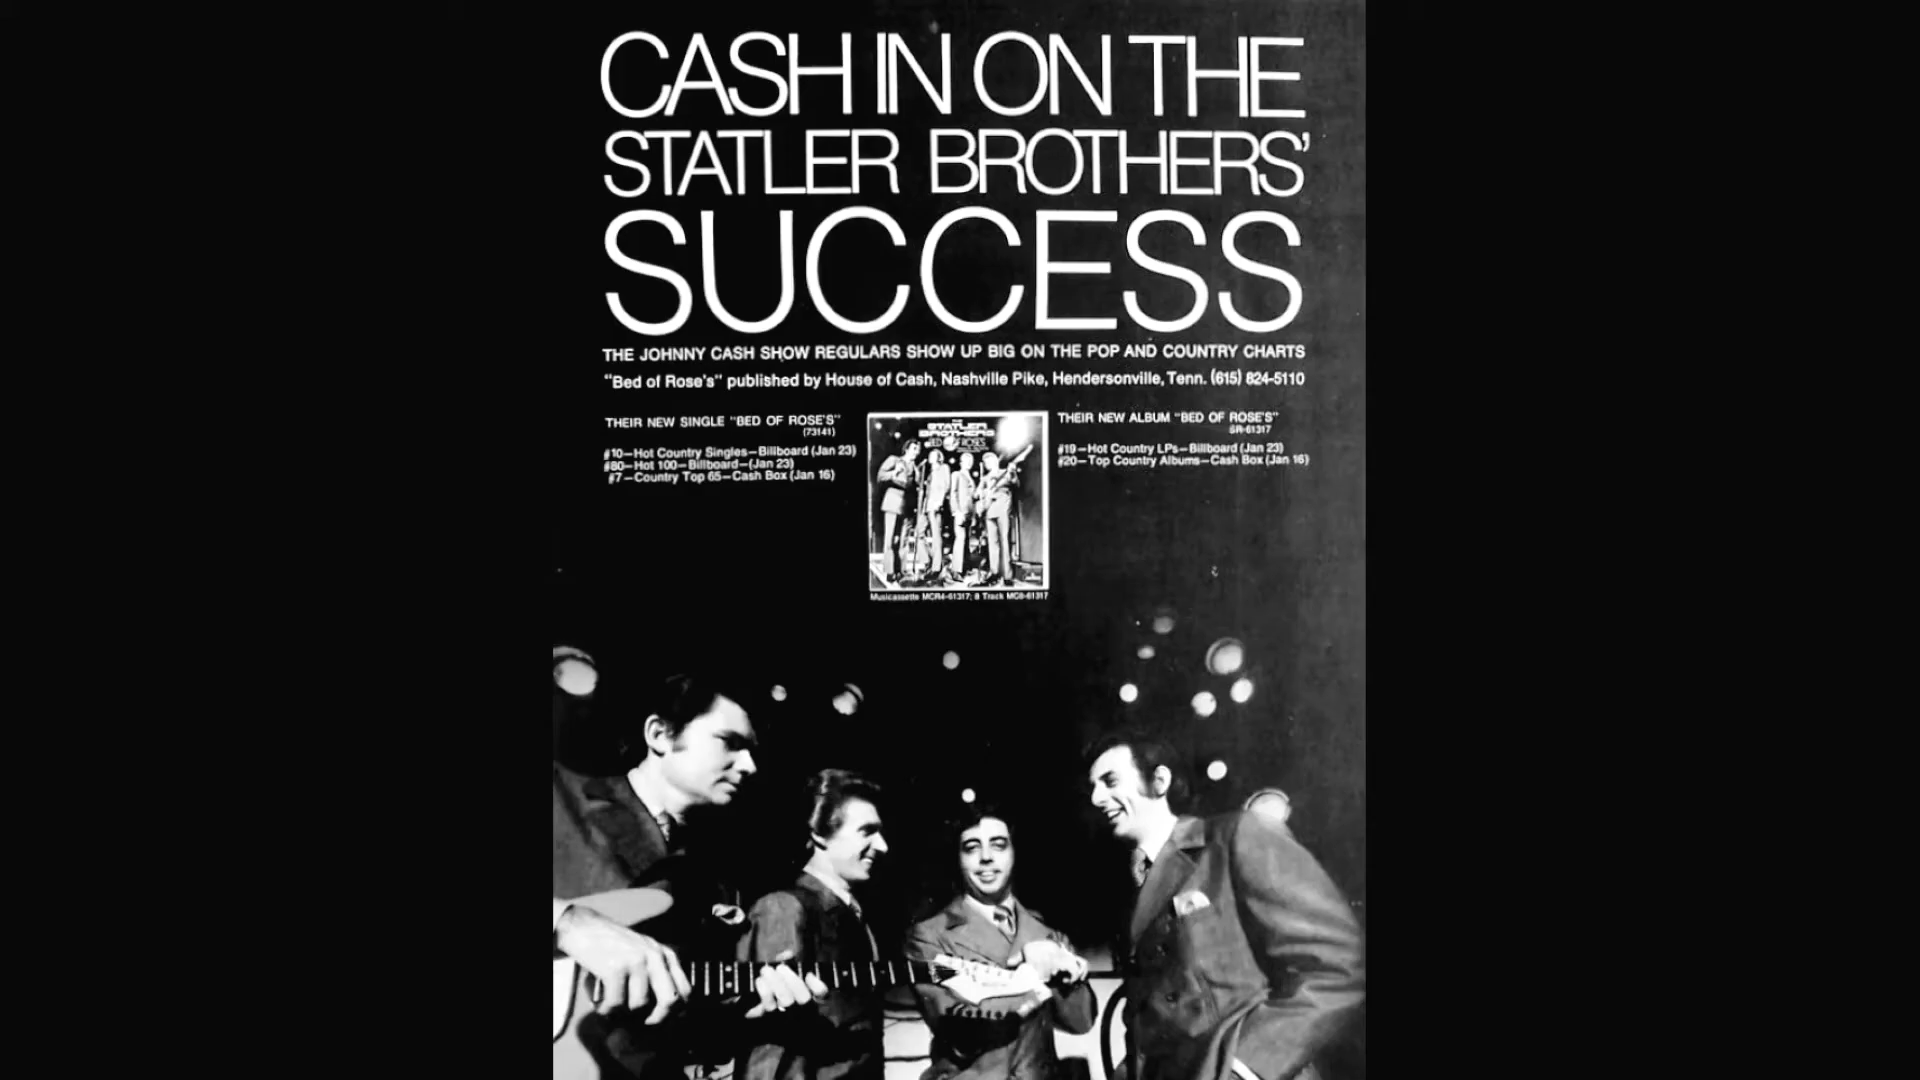 CASH IN ON THE
STATLER BROTHERS'
SUCCESS
THE JOHNNY CASH SHOW REGULARS SHOW UP BIG ON THE POP AND COUNTRY CHARTS
"Bed of Rose's" published by House of Cash, Nashville Pike, Hendersonville, Tenn. (615) 824-5110
THEIR NEW SINGLE "BED OF ROSE'S"
(73141)
#10—Hot Country Singles—Billboard (Jan 23)
#80—Hot 100—Billboard—(Jan 23)
#7—Country Top 65—Cash Box (Jan 16)
THE
STATLER
BROTHERS
BED OF ROSE'S
Musicassette MCR4-61317; 8 Track MC8-61317
THEIR NEW ALBUM "BED OF ROSE'S"
SR-61317
#19—Hot Country LPs—Billboard (Jan 23)
#20—Top Country Albums—Cash Box (Jan 16)